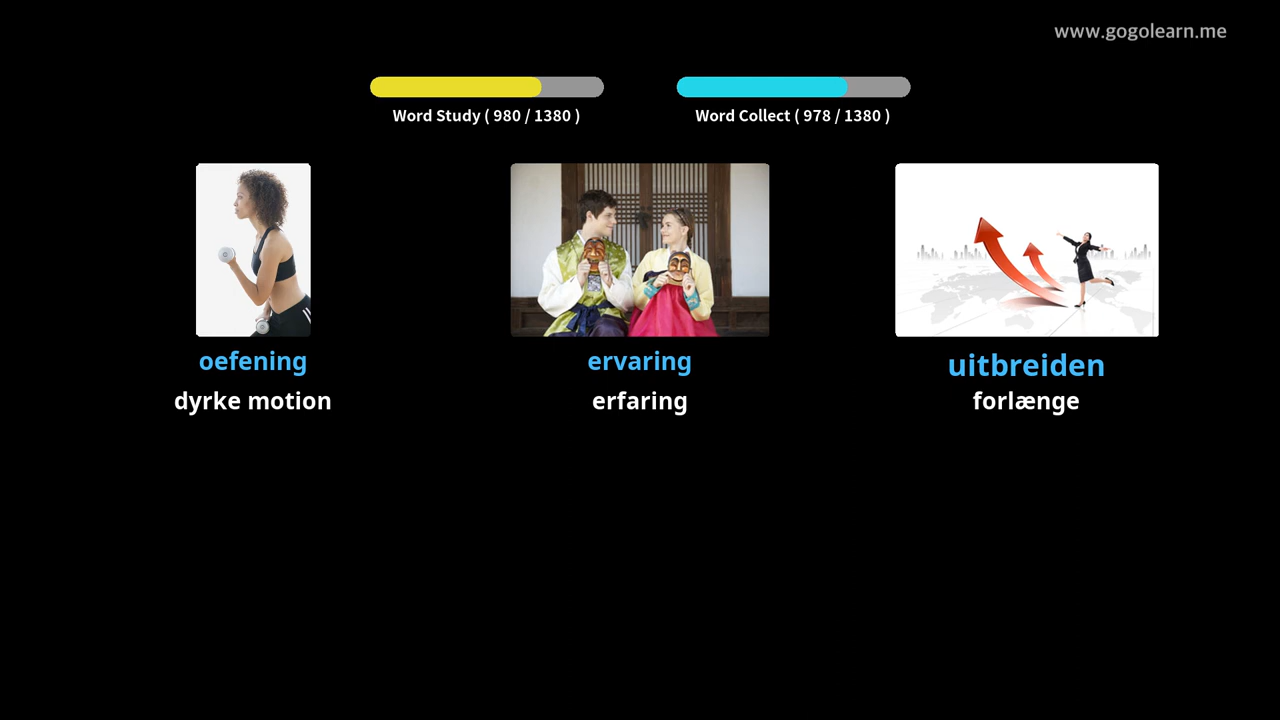 www.gogolearn.me
Word Study ( 980 / 1380 )
Word Collect ( 978 / 1380 )
oefening
ervaring
uitbreiden
dyrke motion
erfaring
forlænge